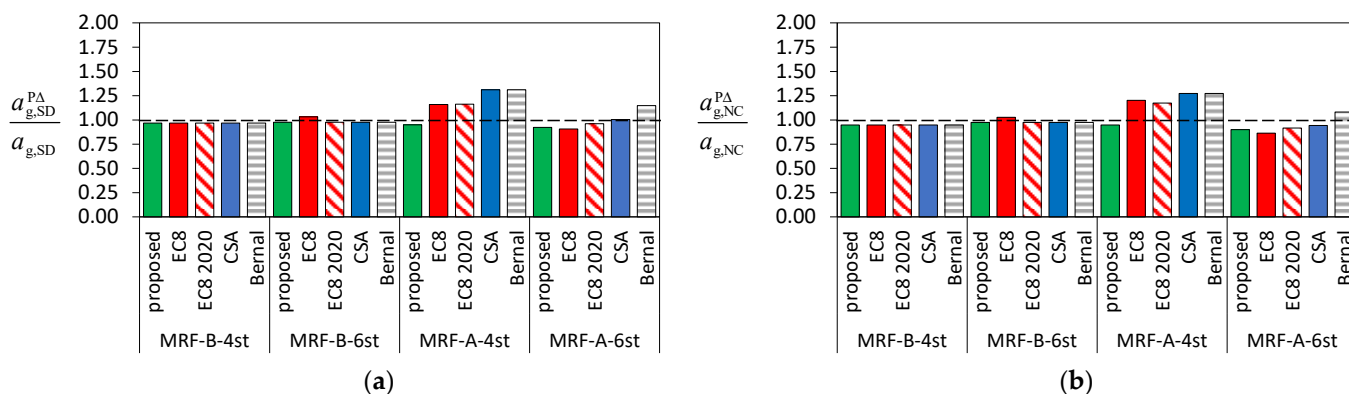 2.00
1.75
1.50
1.25
1.00
0.75
0.50
0.25
0.00
a^{PΔ}_{g,SD}
a_{g,SD}
proposed EC8 EC8 2020 CSA Bernal proposed EC8 EC8 2020 CSA Bernal proposed EC8 EC8 2020 CSA Bernal proposed EC8 EC8 2020 CSA Bernal
MRF-B-4st MRF-B-6st MRF-A-4st MRF-A-6st
(a)
2.00
1.75
1.50
1.25
1.00
0.75
0.50
0.25
0.00
a^{PΔ}_{g,NC}
a_{g,NC}
proposed EC8 EC8 2020 CSA Bernal proposed EC8 EC8 2020 CSA Bernal proposed EC8 EC8 2020 CSA Bernal proposed EC8 EC8 2020 CSA Bernal
MRF-B-4st MRF-B-6st MRF-A-4st MRF-A-6st
(b)